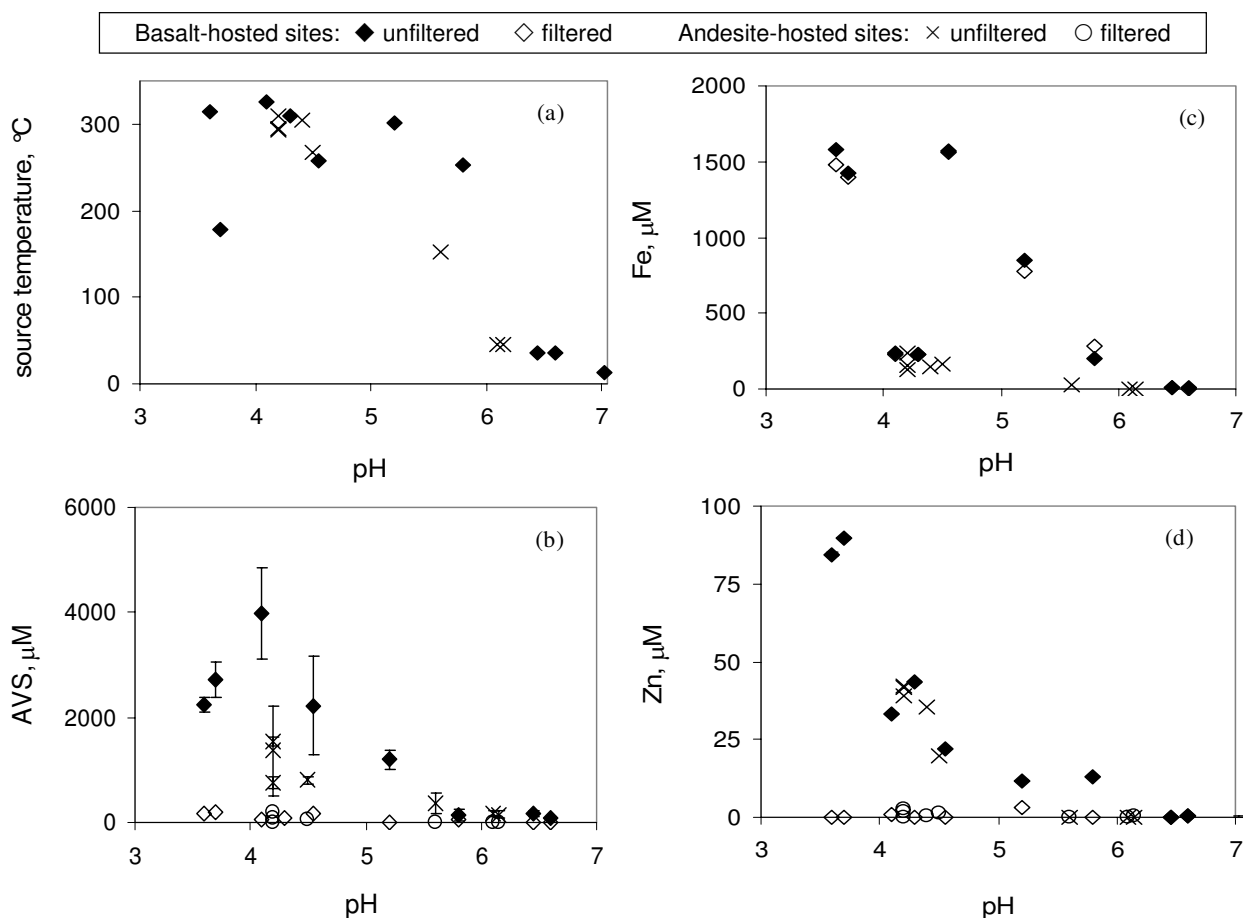 Basalt-hosted sites: unfiltered filtered Andesite-hosted sites: unfiltered filtered
(a)
source temperature, °C
300
200
100
0
3 4 5 6 7
pH
(c)
Fe, μM
2000
1500
1000
500
0
3 4 5 6 7
pH
(b)
AVS, μM
6000
4000
2000
0
3 4 5 6 7
pH
(d)
Zn, μM
100
75
50
25
0
3 4 5 6 7
pH